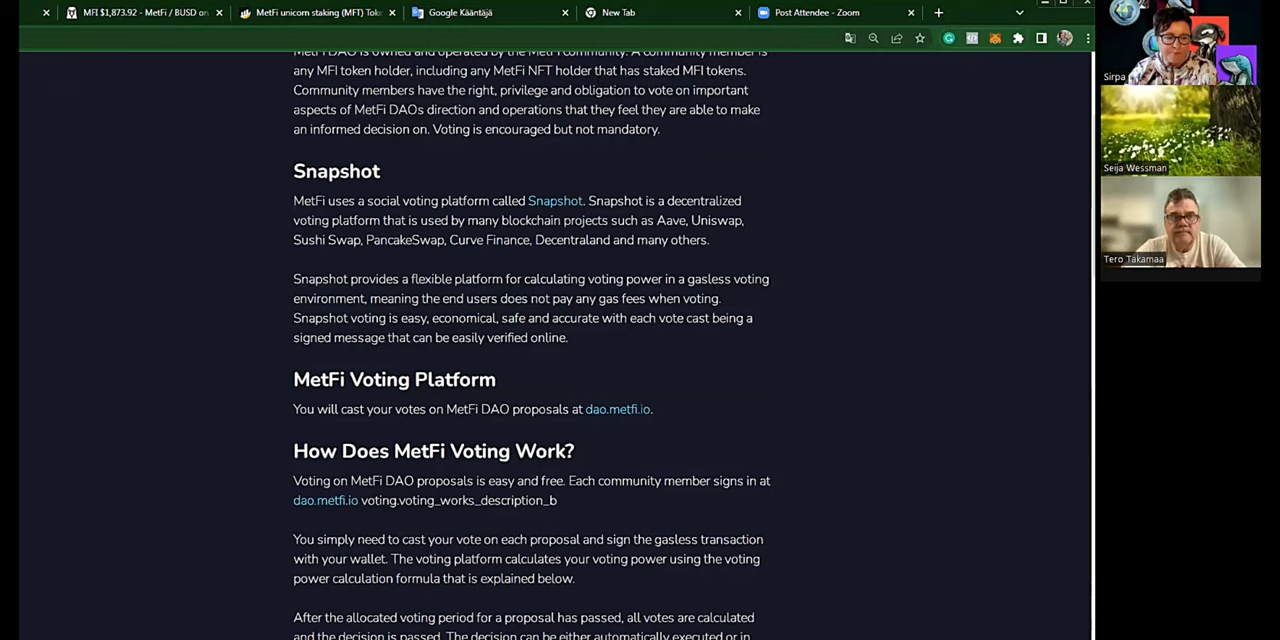 MFI $1,873.92 - MetFi / BUSD on
MetFi unicorn staking (MFT) Toke
Google Kääntäjä
New Tab
Post Attendee - Zoom
MetFi DAO is owned and operated by the MetFi community. A community member is
any MFI token holder, including any MetFi NFT holder that has staked MFI tokens.
Community members have the right, privilege and obligation to vote on important
aspects of MetFi DAOs direction and operations that they feel they are able to make
an informed decision on. Voting is encouraged but not mandatory.
Snapshot
MetFi uses a social voting platform called Snapshot. Snapshot is a decentralized
voting platform that is used by many blockchain projects such as Aave, Uniswap,
Sushi Swap, PancakeSwap, Curve Finance, Decentraland and many others.
Snapshot provides a flexible platform for calculating voting power in a gasless voting
environment, meaning the end users does not pay any gas fees when voting.
Snapshot voting is easy, economical, safe and accurate with each vote cast being a
signed message that can be easily verified online.
MetFi Voting Platform
You will cast your votes on MetFi DAO proposals at dao.metfi.io.
How Does MetFi Voting Work?
Voting on MetFi DAO proposals is easy and free. Each community member signs in at
dao.metfi.io voting.voting_works_description_b
You simply need to cast your vote on each proposal and sign the gasless transaction
with your wallet. The voting platform calculates your voting power using the voting
power calculation formula that is explained below.
After the allocated voting period for a proposal has passed, all votes are calculated
and the decision is passed. The decision can be either automatically executed or in
Sirpa
Seija Wessman
Tero Takamaa